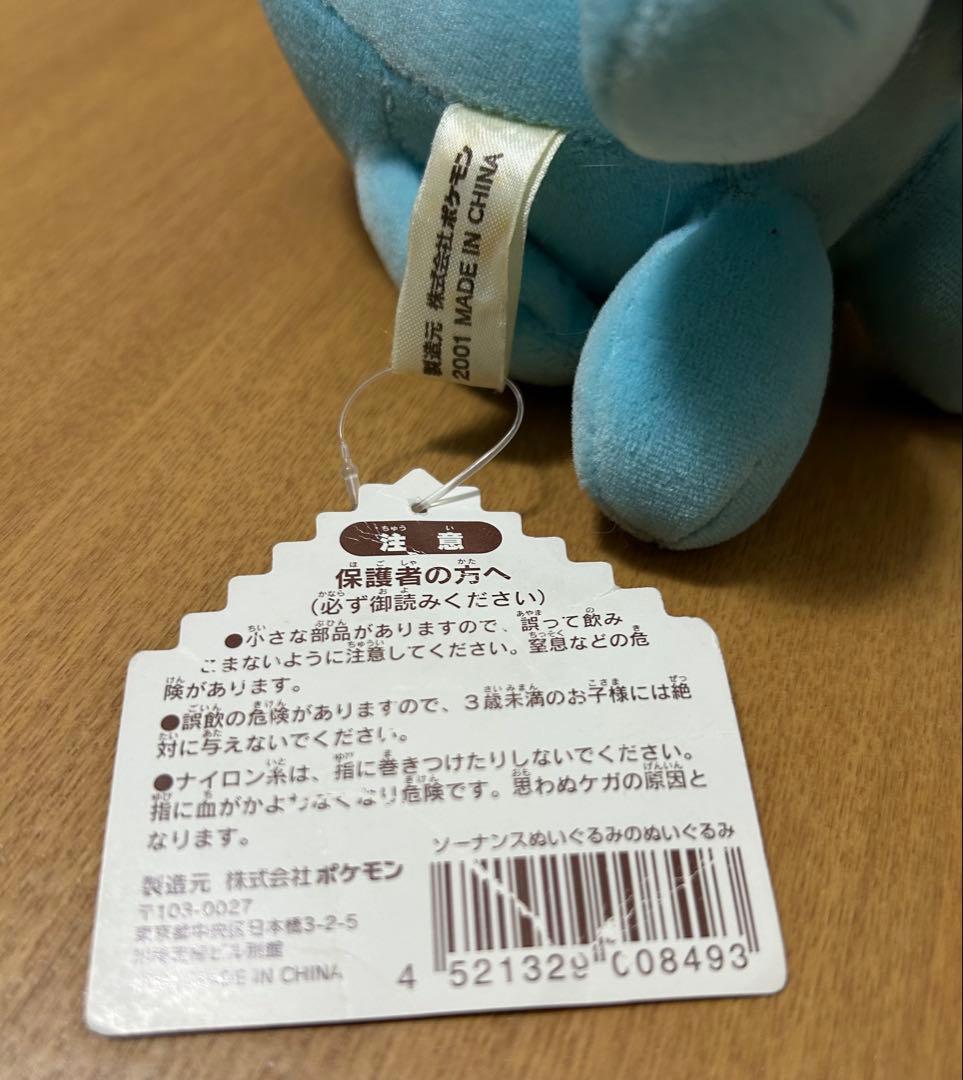 製造元 株式会社ポケモン
2001 MADE IN CHINA
注意
保護者の方へ
(必ず御読みください)
●小さな部品がありますので、誤って飲み
こまないように注意してください。窒息などの危
険があります。
●誤飲の危険がありますので、3歳未満のお子様には絶
対に与えないでください。
●ナイロン糸は、指に巻きつけたりしないでください。
指に血がかよわなくなり危険です。思わぬケガの原因と
なります。
ソーナンスぬいぐるみのぬいぐるみ
製造元 株式会社ポケモン
〒103-0027
東京都中央区日本橋3-2-5
MADE IN CHINA
4 521329 008493